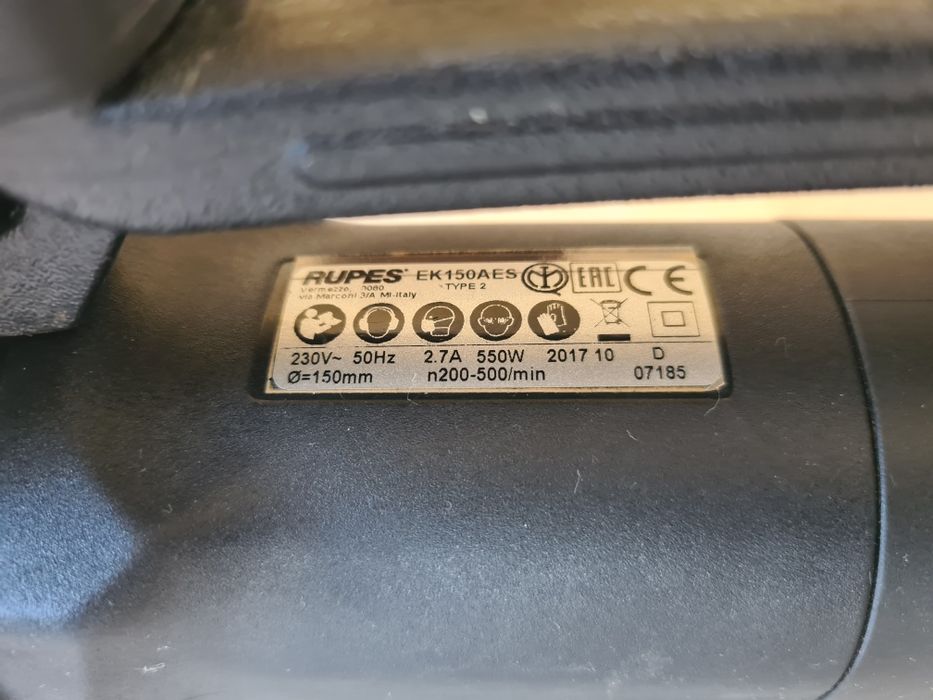 RUPES® EK150AES EAC CE
Vermezzo,
TYPE 2
via Marconi 3/A MI-Italy
230V~ 50Hz 2.7A 550W 2017 10 D
Ø=150mm n200-500/min 07185